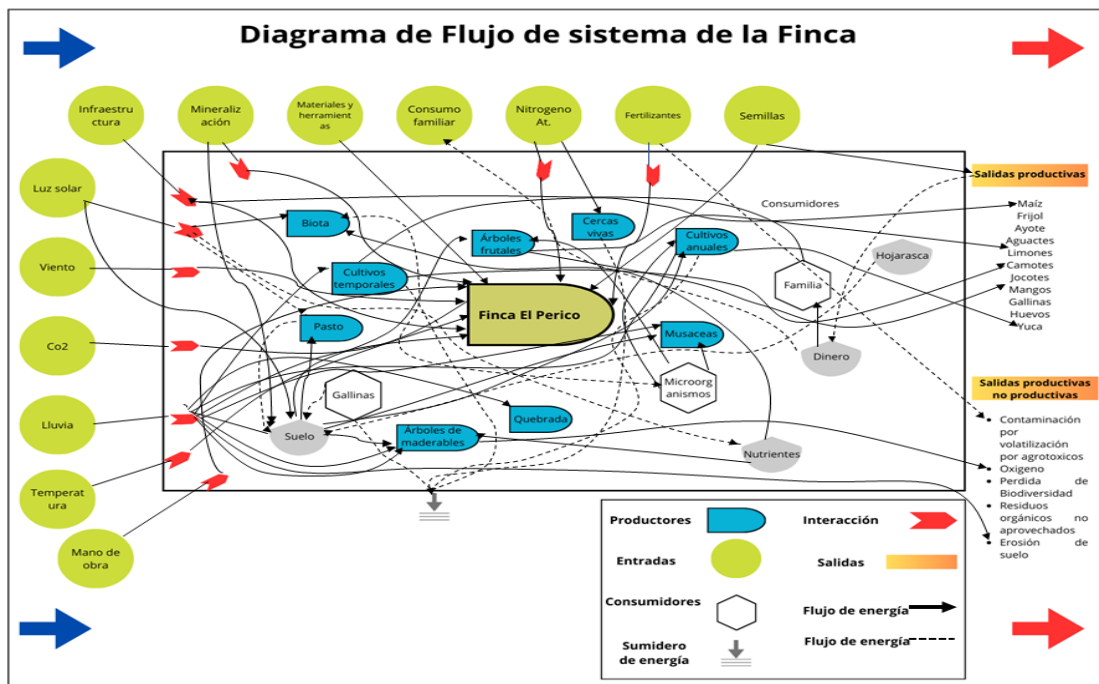 Diagrama de Flujo de sistema de la Finca
Infraestru
ctura
Mineraliz
ación
Materiales y
herramient
as
Consumo
familiar
Nitrogeno
At.
Fertilizantes
Semillas
Luz solar
Viento
Co2
Lluvia
Temperat
ura
Mano de
obra
Biota
Cultivos
temporales
Pasto
Árboles
frutales
Cercas
vivas
Cultivos
anuales
Finca El Perico
Musaceas
Gallinas
Suelo
Árboles de
maderables
Quebrada
Microorg
anismos
Nutrientes
Consumidores
Familia
Hojarasca
Dinero
Salidas productivas
Maíz
Frijol
Ayote
Aguactes
Limones
Camotes
Jocotes
Mangos
Gallinas
Huevos
Yuca
Salidas productivas
no productivas
• Contaminación
por
volatilización
por agrotoxicos
• Oxigeno
• Perdida de
Biodiversidad
• Residuos
orgánicos no
aprovechados
• Erosión de
suelo
Productores
Interacción
Entradas
Salidas
Consumidores
Flujo de energía
Sumidero
de energía
Flujo de energía